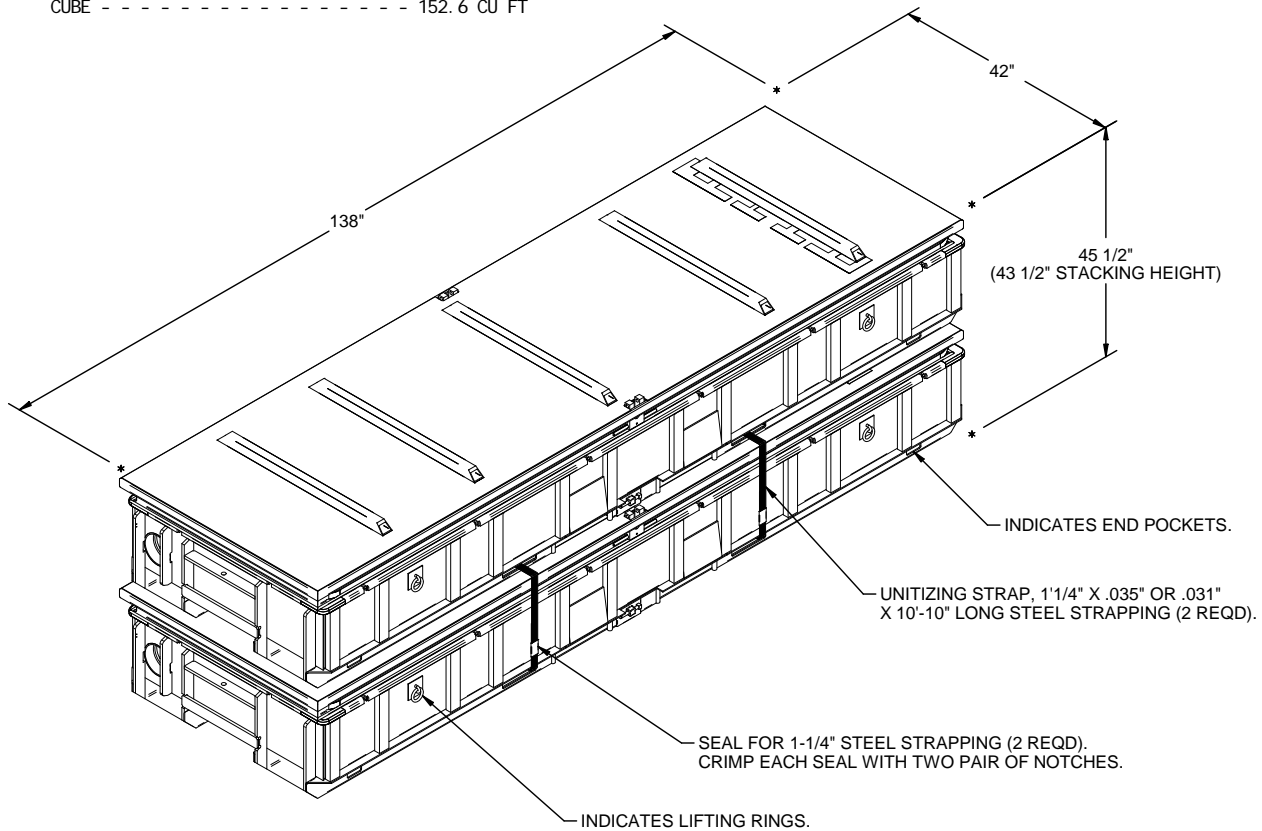 CUBE - - - - - - - - - - - - - - - - 152.6 CU FT
42"
*
138"
*
45 1/2"
(43 1/2" STACKING HEIGHT)
*
*
INDICATES END POCKETS.
UNITIZING STRAP, 1'1/4" X .035" OR .031"
X 10'-10" LONG STEEL STRAPPING (2 REQD).
SEAL FOR 1-1/4" STEEL STRAPPING (2 REQD).
CRIMP EACH SEAL WITH TWO PAIR OF NOTCHES.
INDICATES LIFTING RINGS.